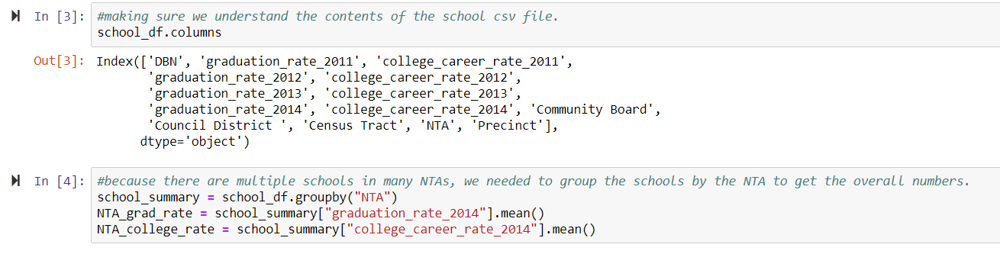 In [3]: #making sure we understand the contents of the school csv file.
school_df.columns
Out[3]: Index(['DBN', 'graduation_rate_2011', 'college_career_rate_2011',
'graduation_rate_2012', 'college_career_rate_2012',
'graduation_rate_2013', 'college_career_rate_2013',
'graduation_rate_2014', 'college_career_rate_2014', 'Community Board',
'Council District ', 'Census Tract', 'NTA', 'Precinct'],
dtype='object')
In [4]: #because there are multiple schools in many NTAs, we needed to group the schools by the NTA to get the overall numbers.
school_summary = school_df.groupby("NTA")
NTA_grad_rate = school_summary["graduation_rate_2014"].mean()
NTA_college_rate = school_summary["college_career_rate_2014"].mean()